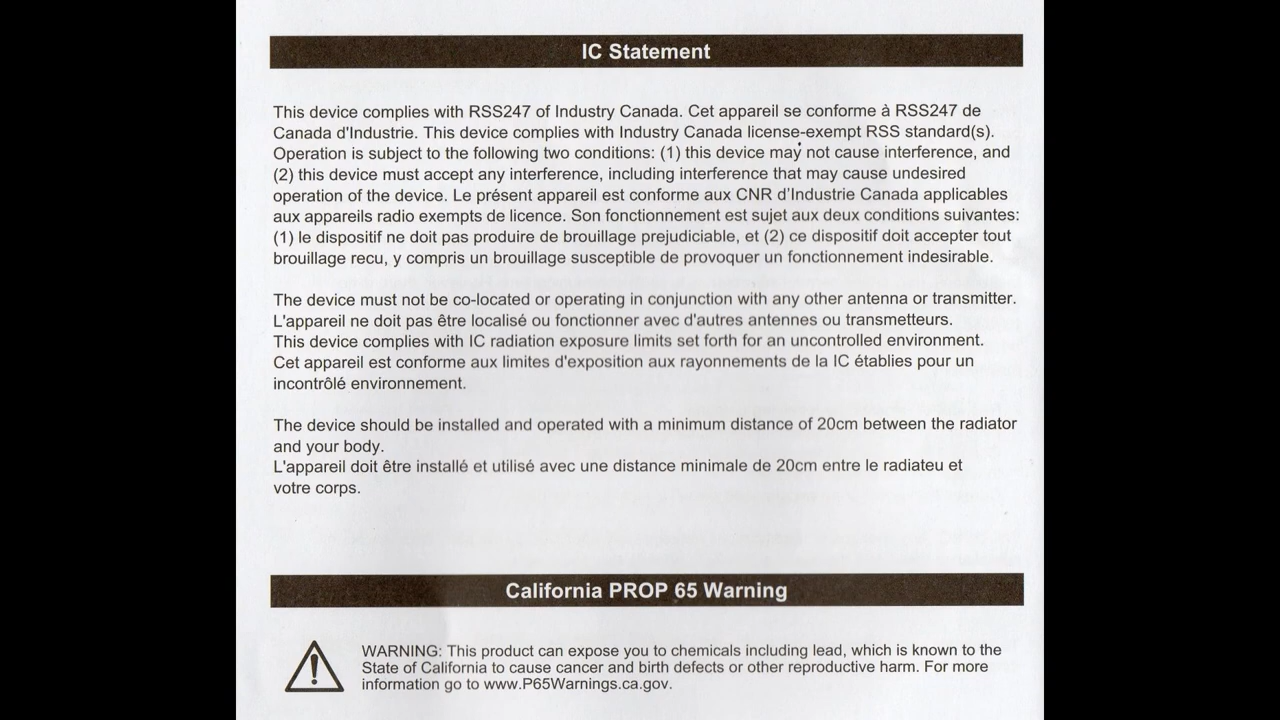 IC Statement
This device complies with RSS247 of Industry Canada. Cet appareil se conforme à RSS247 de
Canada d'Industrie. This device complies with Industry Canada license-exempt RSS standard(s).
Operation is subject to the following two conditions: (1) this device may not cause interference, and
(2) this device must accept any interference, including interference that may cause undesired
operation of the device. Le présent appareil est conforme aux CNR d'Industrie Canada applicables
aux appareils radio exempts de licence. Son fonctionnement est sujet aux deux conditions suivantes:
(1) le dispositif ne doit pas produire de brouillage prejudiciable, et (2) ce dispositif doit accepter tout
brouillage recu, y compris un brouillage susceptible de provoquer un fonctionnement indesirable.
The device must not be co-located or operating in conjunction with any other antenna or transmitter.
L'appareil ne doit pas être localisé ou fonctionner avec d'autres antennes ou transmetteurs.
This device complies with IC radiation exposure limits set forth for an uncontrolled environment.
Cet appareil est conforme aux limites d'exposition aux rayonnements de la IC établies pour un
incontrôlé environnement.
The device should be installed and operated with a minimum distance of 20cm between the radiator
and your body.
L'appareil doit être installé et utilisé avec une distance minimale de 20cm entre le radiateu et
votre corps.
California PROP 65 Warning
WARNING: This product can expose you to chemicals including lead, which is known to the
State of California to cause cancer and birth defects or other reproductive harm. For more
information go to www.P65Warnings.ca.gov.